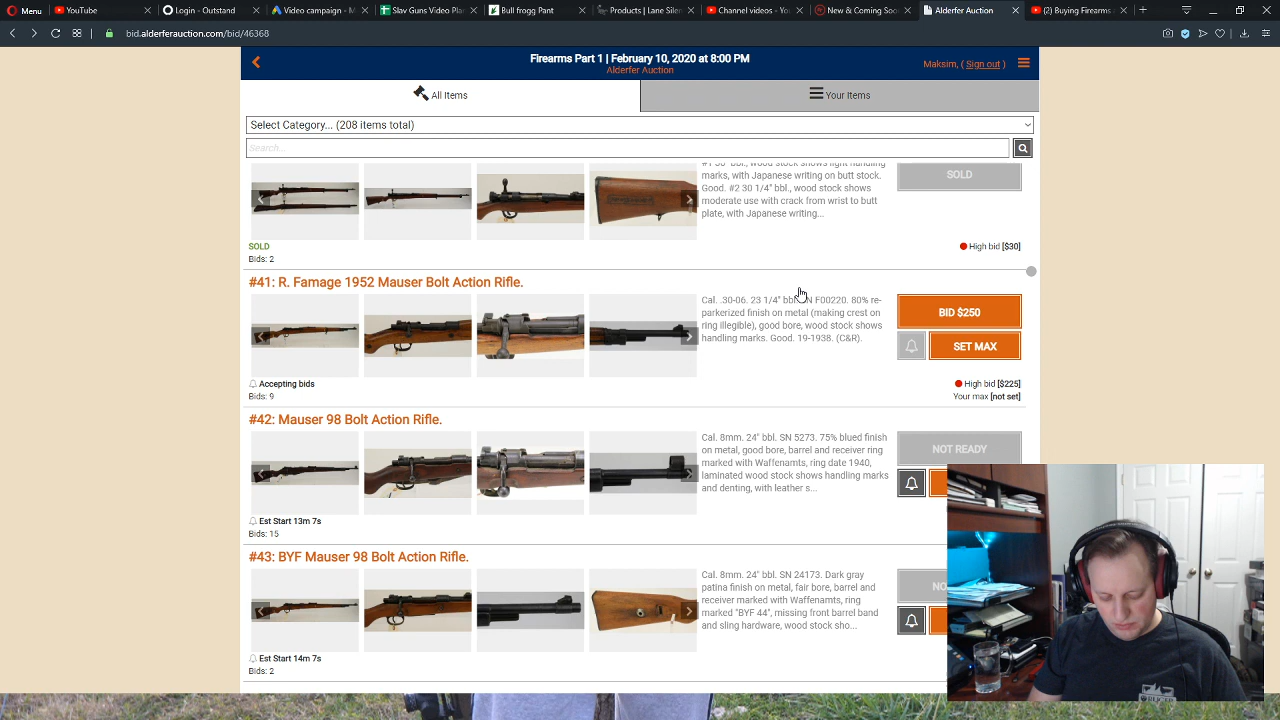 Menu
YouTube
Login - Outstand
Video campaign - M
Slav Guns Video Plan
Bull frogg Pant
Products | Lane Silen
Channel videos - Yo
New & Coming Soo
Alderfer Auction
(2) Buying Firearms
bid.alderferauction.com/bid/46368
Firearms Part 1 | February 10, 2020 at 8:00 PM
Alderfer Auction
Maksim, ( Sign out )
All Items
Your Items
Select Category... (208 items total)
Search...
#1 30" bbl., wood stock shows light handling
marks, with Japanese writing on butt stock.
Good. #2 30 1/4" bbl., wood stock shows
moderate use with crack from wrist to butt
plate, with Japanese writing...
SOLD
SOLD
Bids: 2
High bid [$30]
#41: R. Famage 1952 Mauser Bolt Action Rifle.
Cal. .30-06. 23 1/4" bbl. SN F00220. 80% re-
parkerized finish on metal (making crest on
ring illegible), good bore, wood stock shows
handling marks. Good. 19-1938. (C&R).
BID $250
SET MAX
Accepting bids
Bids: 9
High bid [$225]
Your max [not set]
#42: Mauser 98 Bolt Action Rifle.
Cal. 8mm. 24" bbl. SN 5273. 75% blued finish
on metal, good bore, barrel and receiver ring
marked with Waffenamts, ring date 1940,
laminated wood stock shows handling marks
and denting, with leather s...
NOT READY
Est Start 13m 7s
Bids: 15
#43: BYF Mauser 98 Bolt Action Rifle.
Cal. 8mm. 24" bbl. SN 24173. Dark gray
patina finish on metal, fair bore, barrel and
receiver marked with Waffenamts, ring
marked "BYF 44", missing front barrel band
and sling hardware, wood stock sho...
NO
Est Start 14m 7s
Bids: 2
RUGER